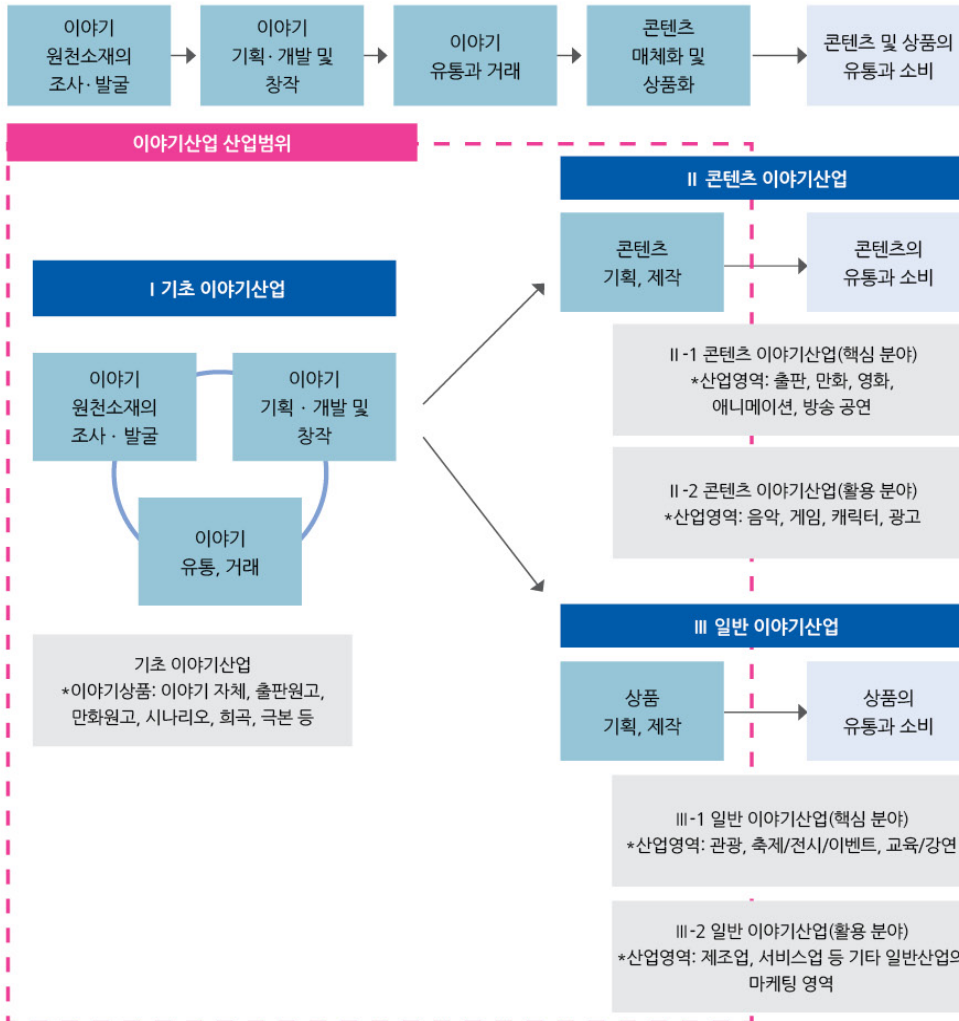 이야기
원천소재의
조사·발굴
이야기
기획·개발 및
창작
이야기
유통과 거래
콘텐츠
매체화 및
상품화
콘텐츠 및 상품의
유통과 소비
이야기산업 산업범위
Ⅰ 기초 이야기산업
이야기
원천소재의
조사· 발굴
이야기
기획 · 개발 및
창작
이야기
유통, 거래
기초 이야기산업
*이야기상품: 이야기 자체, 출판원고,
만화원고, 시나리오, 희곡, 극본 등
Ⅱ 콘텐츠 이야기산업
콘텐츠
기획, 제작
콘텐츠의
유통과 소비
Ⅱ-1 콘텐츠 이야기산업(핵심 분야)
*산업영역: 출판, 만화, 영화,
애니메이션, 방송 공연
Ⅱ-2 콘텐츠 이야기산업(활용 분야)
*산업영역: 음악, 게임, 캐릭터, 광고
Ⅲ 일반 이야기산업
상품
기획, 제작
상품의
유통과 소비
Ⅲ-1 일반 이야기산업(핵심 분야)
*산업영역: 관광, 축제/전시/이벤트, 교육/강연
Ⅲ-2 일반 이야기산업(활용 분야)
*산업영역: 제조업, 서비스업 등 기타 일반산업의
마케팅 영역